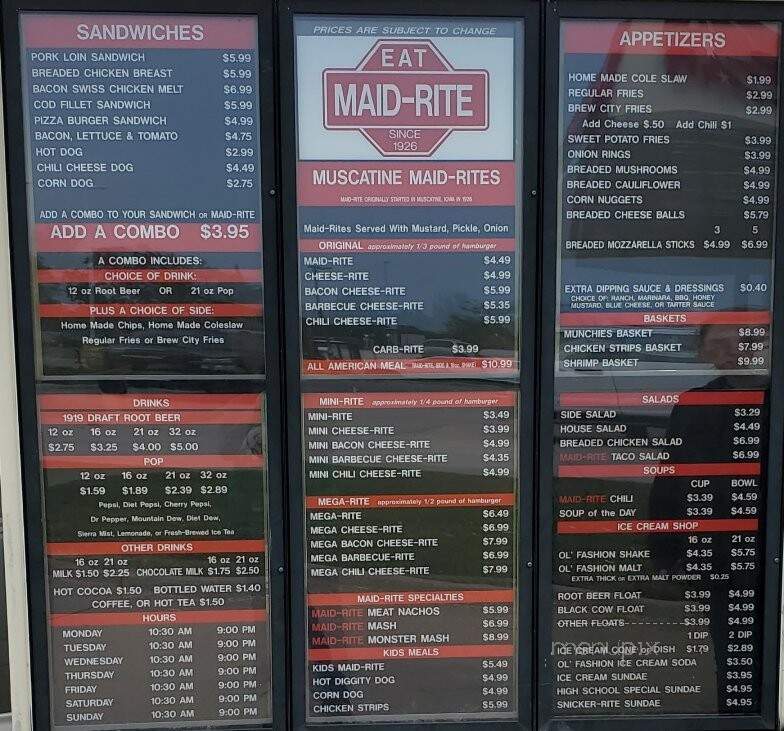 SANDWICHES
PORK LOIN SANDWICH $5.99
BREADED CHICKEN BREAST $5.99
BACON SWISS CHICKEN MELT $6.99
COD FILLET SANDWICH $5.99
PIZZA BURGER SANDWICH $4.99
BACON, LETTUCE & TOMATO $4.75
HOT DOG $2.99
CHILI CHEESE DOG $4.49
CORN DOG $2.75
ADD A COMBO TO YOUR SANDWICH OR MAID-RITE
ADD A COMBO $3.95
A COMBO INCLUDES:
CHOICE OF DRINK:
12 oz Root Beer OR 21 oz Pop
PLUS A CHOICE OF SIDE:
Home Made Chips, Home Made Coleslaw
Regular Fries or Brew City Fries
DRINKS
1919 DRAFT ROOT BEER
12 oz 16 oz 21 oz 32 oz
$2.75 $3.25 $4.00 $5.00
POP
12 oz 16 oz 21 oz 32 oz
$1.59 $1.89 $2.39 $2.89
Pepsi, Diet Pepsi, Cherry Pepsi,
Dr Pepper, Mountain Dew, Diet Dew,
Sierra Mist, Lemonade, or Fresh-Brewed Ice Tea
OTHER DRINKS
16 oz 21 oz 16 oz 21 oz
MILK $1.50 $2.25 CHOCOLATE MILK $1.75 $2.50
HOT COCOA $1.50 BOTTLED WATER $1.40
COFFEE, OR HOT TEA $1.50
HOURS
MONDAY 10:30 AM 9:00 PM
TUESDAY 10:30 AM 9:00 PM
WEDNESDAY 10:30 AM 9:00 PM
THURSDAY 10:30 AM 9:00 PM
FRIDAY 10:30 AM 9:00 PM
SATURDAY 10:30 AM 9:00 PM
SUNDAY 10:30 AM 9:00 PM
PRICES ARE SUBJECT TO CHANGE
EAT
MAID-RITE
SINCE
1926
MUSCATINE MAID-RITES
MAID-RITE ORIGINALLY STARTED IN MUSCATINE, IOWA IN 1926
Maid-Rites Served With Mustard, Pickle, Onion
ORIGINAL approximately 1/3 pound of hamburger
MAID-RITE $4.49
CHEESE-RITE $4.99
BACON CHEESE-RITE $5.99
BARBECUE CHEESE-RITE $5.35
CHILI CHEESE-RITE $5.99
CARB-RITE $3.99
ALL AMERICAN MEAL $10.99
MINI-RITE approximately 1/4 pound of hamburger
MINI-RITE $3.49
MINI CHEESE-RITE $3.99
MINI BACON CHEESE-RITE $4.99
MINI BARBECUE CHEESE-RITE $4.35
MINI CHILI CHEESE-RITE $4.99
MEGA-RITE approximately 1/2 pound of hamburger
MEGA-RITE $6.49
MEGA CHEESE-RITE $6.99
MEGA BACON CHEESE-RITE $7.99
MEGA BARBECUE-RITE $6.99
MEGA CHILI CHEESE-RITE $7.99
MAID-RITE SPECIALTIES
MAID-RITE MEAT NACHOS $5.99
MAID-RITE MASH $6.99
MAID-RITE MONSTER MASH $8.99
KIDS MEALS
KIDS MAID-RITE $5.49
HOT DIGGITY DOG $4.99
CORN DOG $4.99
CHICKEN STRIPS $5.99
APPETIZERS
HOME MADE COLE SLAW $1.99
REGULAR FRIES $2.99
BREW CITY FRIES $2.99
Add Cheese $.50 Add Chili $1
SWEET POTATO FRIES $3.99
ONION RINGS $3.99
BREADED MUSHROOMS $4.99
BREADED CAULIFLOWER $4.99
CORN NUGGETS $4.99
BREADED CHEESE BALLS $5.79
3 5
BREADED MOZZARELLA STICKS $4.99 $6.99
EXTRA DIPPING SAUCE & DRESSINGS $0.40
CHOICE OF: RANCH, MARINARA, BBQ, HONEY
MUSTARD, BLUE CHEESE, OR TARTER SAUCE
BASKETS
MUNCHIES BASKET $8.99
CHICKEN STRIPS BASKET $7.99
SHRIMP BASKET $9.99
SALADS
SIDE SALAD $3.29
HOUSE SALAD $4.49
BREADED CHICKEN SALAD $6.99
MAID-RITE TACO SALAD $6.99
SOUPS
CUP BOWL
MAID-RITE CHILI $3.39 $4.59
SOUP of the DAY $3.39 $4.59
ICE CREAM SHOP
16 oz 21 oz
OL' FASHION SHAKE $4.35 $5.75
OL' FASHION MALT $4.35 $5.75
EXTRA THICK OR EXTRA MALT POWDER $0.25
ROOT BEER FLOAT $3.99 $4.99
BLACK COW FLOAT $3.99 $4.99
OTHER FLOATS $3.99 $4.99
1 DIP 2 DIP
ICE CREAM CONE or DISH $1.79 $2.89
OL' FASHION ICE CREAM SODA $3.50
ICE CREAM SUNDAE $3.95
HIGH SCHOOL SPECIAL SUNDAE $4.95
SNICKER-RITE SUNDAE $4.95
menupix